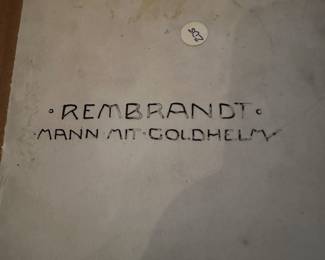 • REMBRANDT •
• MANN MIT GOLDHELM •